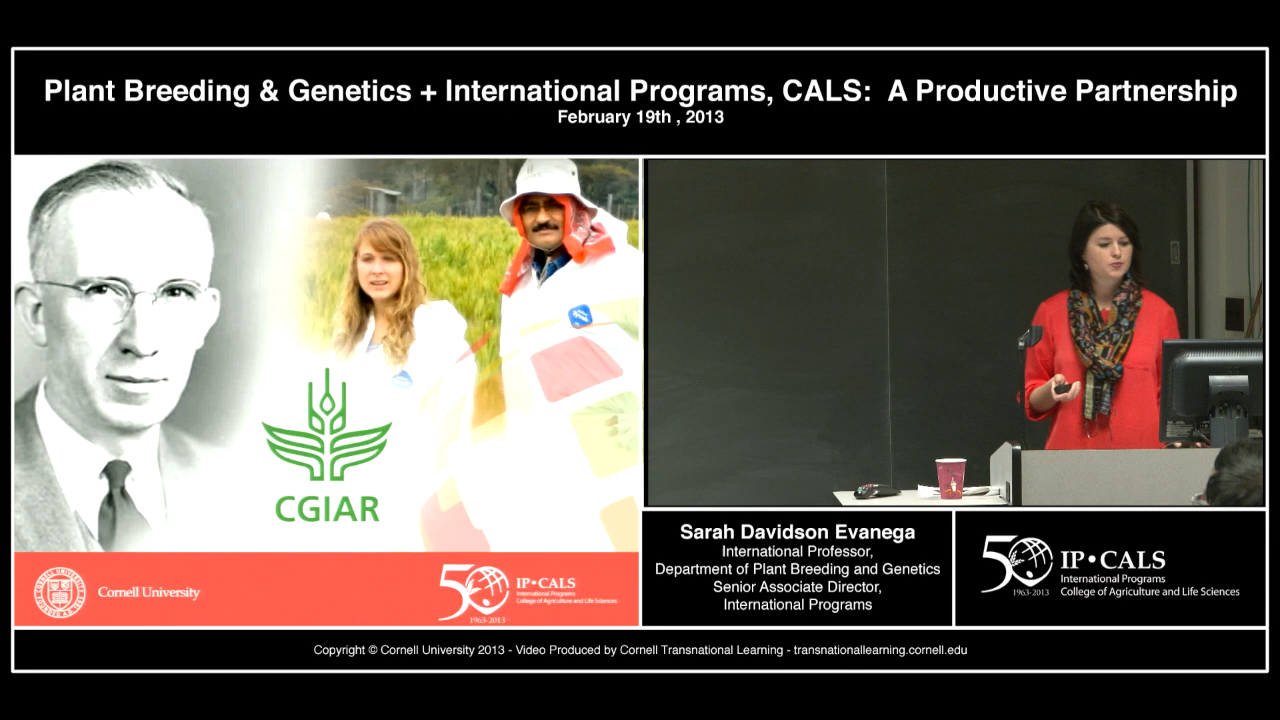 Plant Breeding & Genetics + International Programs, CALS: A Productive Partnership
February 19th , 2013
CGIAR
Cornell University
50
1963-2013
IP•CALS
International Programs
College of Agriculture and Life Sciences
Sarah Davidson Evanega
International Professor,
Department of Plant Breeding and Genetics
Senior Associate Director,
International Programs
50
1963-2013
IP•CALS
International Programs
College of Agriculture and Life Sciences
Copyright © Cornell University 2013 - Video Produced by Cornell Transnational Learning - transnationallearning.cornell.edu